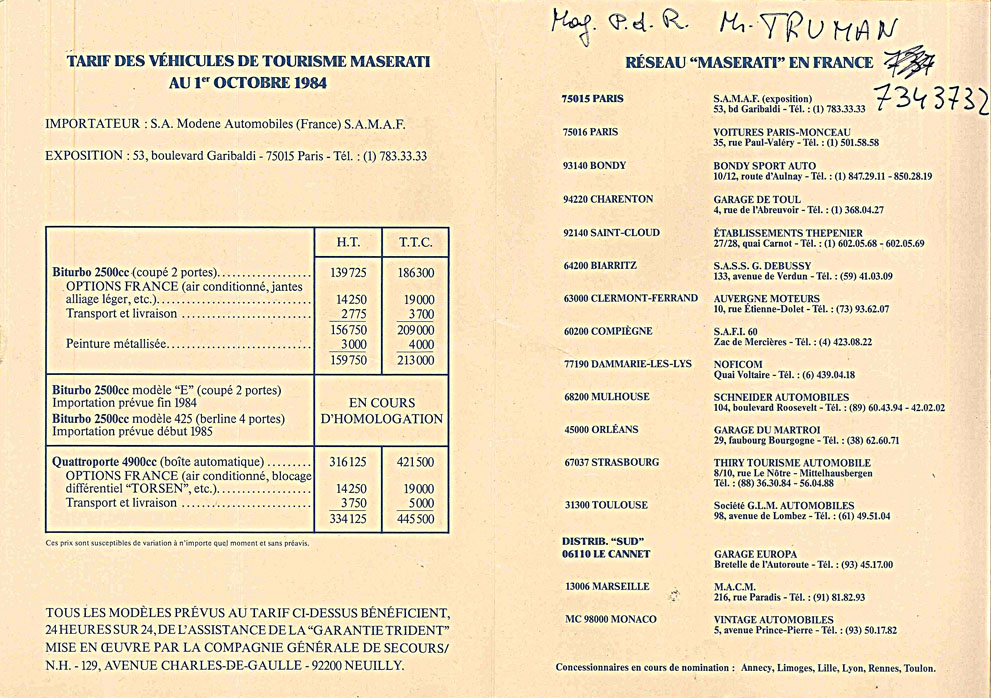 TARIF DES VÉHICULES DE TOURISME MASERATI
AU 1er OCTOBRE 1984
IMPORTATEUR : S.A. Modene Automobiles (France) S.A.M.A.F.
EXPOSITION : 53, boulevard Garibaldi - 75015 Paris - Tél. : (1) 783.33.33
H.T. T.T.C.
Biturbo 2500cc (coupé 2 portes) 139725 186300
OPTIONS FRANCE (air conditionné, jantes
alliage léger, etc.) 14250 19000
Transport et livraison 2775 3700
156750 209000
Peinture métallisée 3000 4000
159750 213000
Biturbo 2500cc modèle “E” (coupé 2 portes)
Importation prévue fin 1984
Biturbo 2500cc modèle 425 (berline 4 portes)
Importation prévue début 1985
EN COURS
D'HOMOLOGATION
Quattroporte 4900cc (boîte automatique) 316125 421500
OPTIONS FRANCE (air conditionné, blocage
différentiel “TORSEN”, etc.) 14250 19000
Transport et livraison 3750 5000
334125 445500
Ces prix sont susceptibles de variation à n'importe quel moment et sans préavis.
TOUS LES MODÈLES PRÉVUS AU TARIF CI-DESSUS BÉNÉFICIENT,
24 HEURES SUR 24, DE L'ASSISTANCE DE LA “GARANTIE TRIDENT”
MISE EN ŒUVRE PAR LA COMPAGNIE GÉNÉRALE DE SECOURS/
N.H. - 129, AVENUE CHARLES-DE-GAULLE - 92200 NEUILLY.
Mag. P.d.R. Mr TRUMAN
RÉSEAU “MASERATI” EN FRANCE
7343732
75015 PARIS S.A.M.A.F. (exposition)
53, bd Garibaldi - Tél. : (1) 783.33.33
75016 PARIS VOITURES PARIS-MONCEAU
35, rue Paul-Valéry - Tél. : (1) 501.58.58
93140 BONDY BONDY SPORT AUTO
10/12, route d'Aulnay - Tél. : (1) 847.29.11 - 850.28.19
94220 CHARENTON GARAGE DE TOUL
4, rue de l'Abreuvoir - Tél. : (1) 368.04.27
92140 SAINT-CLOUD ÉTABLISSEMENTS THEPENIER
27/28, quai Carnot - Tél. : (1) 602.05.68 - 602.05.69
64200 BIARRITZ S.A.S.S. G. DEBUSSY
133, avenue de Verdun - Tél. : (59) 41.03.09
63000 CLERMONT-FERRAND AUVERGNE MOTEURS
10, rue Étienne-Dolet - Tél. : (73) 93.62.07
60200 COMPIÈGNE S.A.F.I. 60
Zac de Mercières - Tél. : (4) 423.08.22
77190 DAMMARIE-LES-LYS NOFICOM
Quai Voltaire - Tél. : (6) 439.04.18
68200 MULHOUSE SCHNEIDER AUTOMOBILES
104, boulevard Roosevelt - Tél. : (89) 60.43.94 - 42.02.02
45000 ORLÉANS GARAGE DU MARTROI
29, faubourg Bourgogne - Tél. : (38) 62.60.71
67037 STRASBOURG THIRY TOURISME AUTOMOBILE
8/10, rue Le Nôtre - Mittelhausbergen
Tél. : (88) 36.30.84 - 56.04.88
31300 TOULOUSE Société G.L.M. AUTOMOBILES
98, avenue de Lombez - Tél. : (61) 49.51.04
DISTRIB. “SUD”
06110 LE CANNET GARAGE EUROPA
Bretelle de l'Autoroute - Tél. : (93) 45.17.00
13006 MARSEILLE M.A.C.M.
216, rue Paradis - Tél. : (91) 81.82.93
MC 98000 MONACO VINTAGE AUTOMOBILES
5, avenue Prince-Pierre - Tél. : (93) 50.17.82
Concessionnaires en cours de nomination : Annecy, Limoges, Lille, Lyon, Rennes, Toulon.